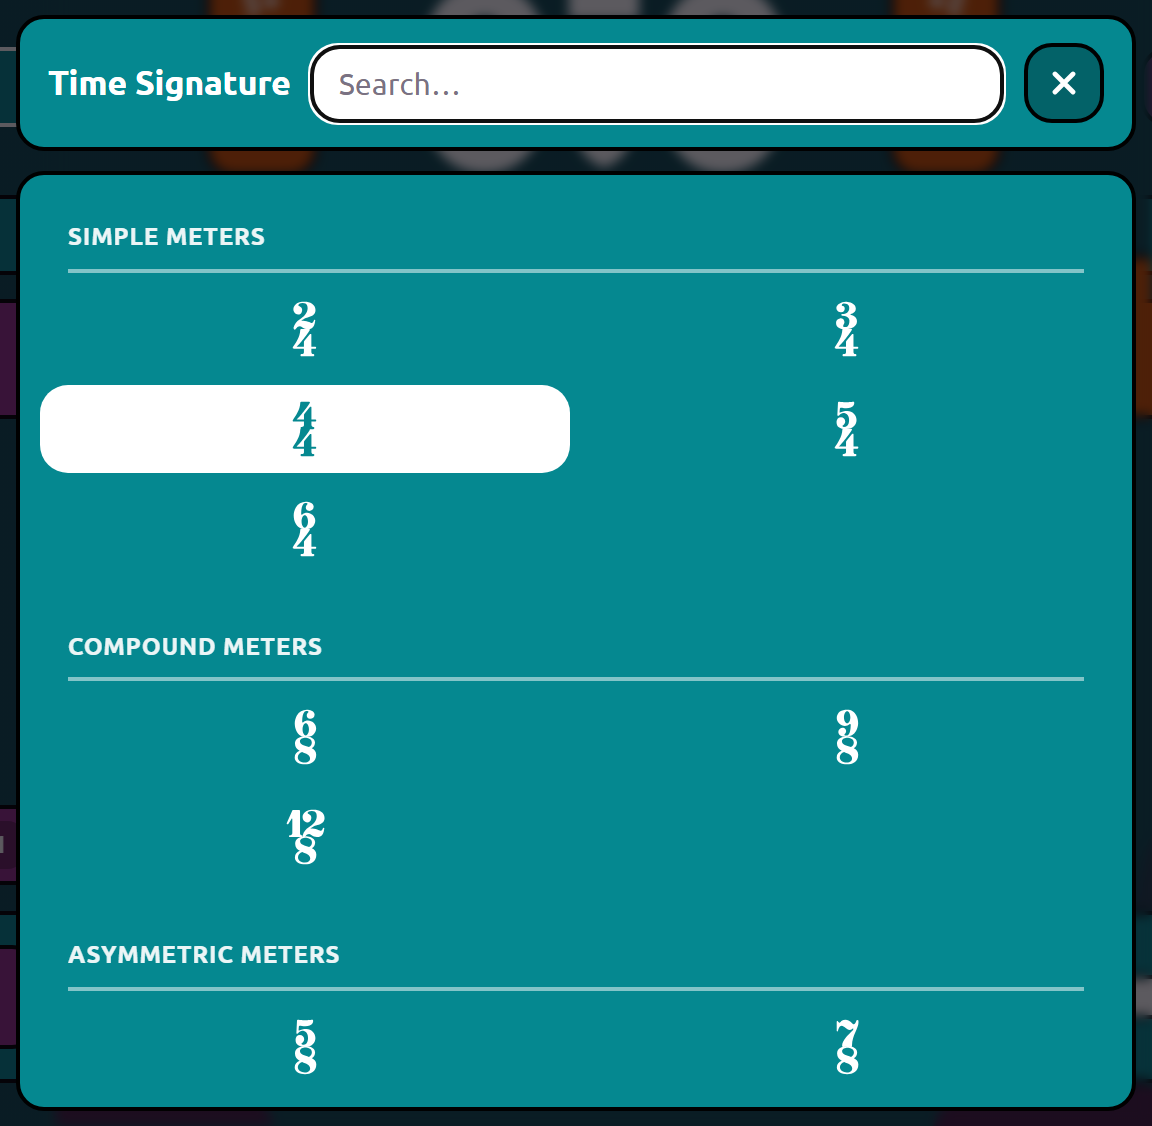 Time Signature
Search...
SIMPLE METERS
2/4 3/4
4/4 5/4
6/4
COMPOUND METERS
6/8 9/8
12/8
ASYMMETRIC METERS
5/8 7/8